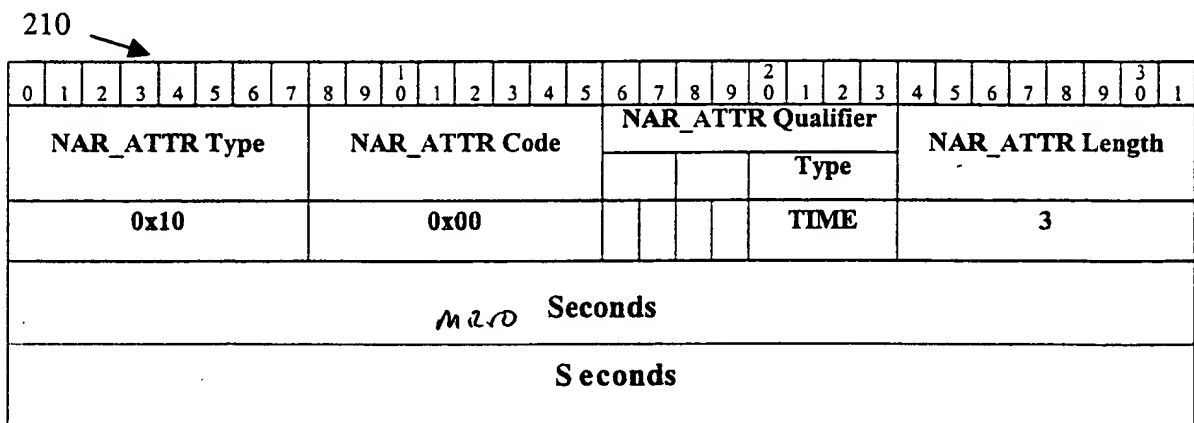 210
1 2 3
0 1 2 3 4 5 6 7 8 9 0 1 2 3 4 5 6 7 8 9 0 1 2 3 4 5 6 7 8 9 0 1
NAR_ATTR Type NAR_ATTR Code NAR_ATTR Qualifier NAR_ATTR Length
Type
0x10 0x00 TIME 3
Seconds
Seconds